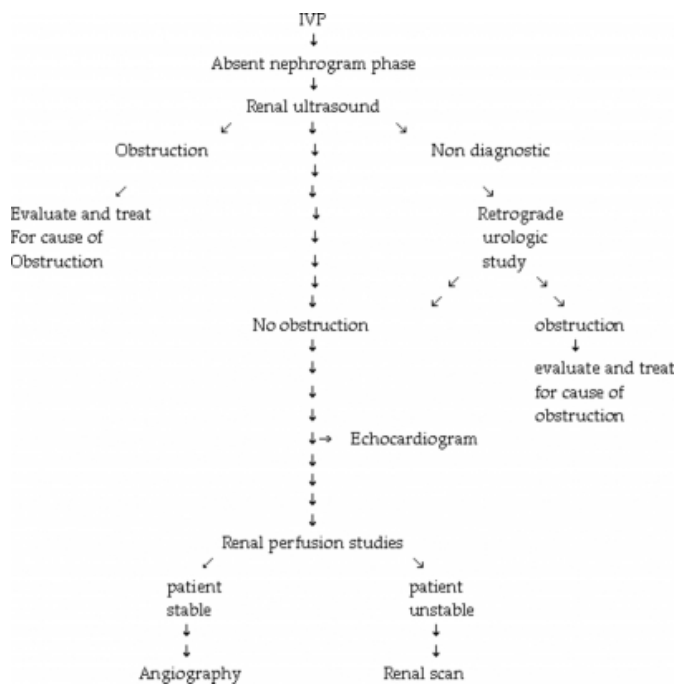 IVP
Absent nephrogram phase
Renal ultrasound
Obstruction
Non diagnostic
Evaluate and treat
For cause of
Obstruction
Retrograde
urologic
study
No obstruction
obstruction
evaluate and treat
for cause of
obstruction
Echocardiogram
Renal perfusion studies
patient
stable
patient
unstable
Angiography
Renal scan